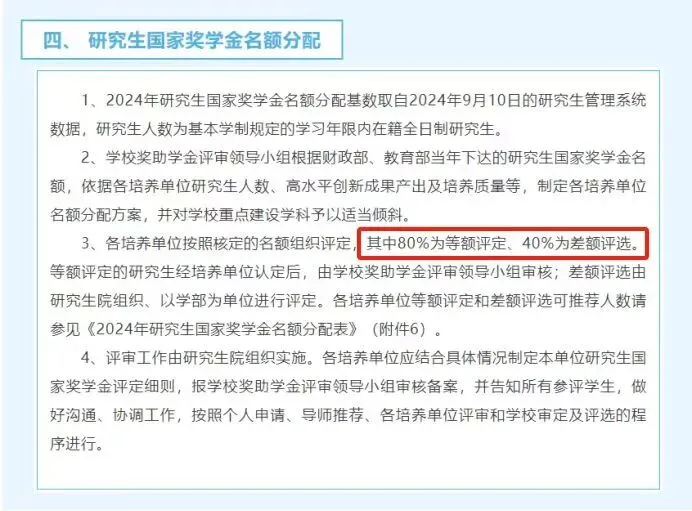 四、 研究生国家奖学金名额分配
1、2024年研究生国家奖学金名额分配基数取自2024年9月10日的研究生管理系统
数据，研究生人数为基本学制规定的学习年限内在籍全日制研究生。
2、学校奖助学金评审领导小组根据财政部、教育部当年下达的研究生国家奖学金名
额，依据各培养单位研究生人数、高水平创新成果产出及培养质量等，制定各培养单位
名额分配方案，并对学校重点建设学科予以适当倾斜。
3、各培养单位按照核定的名额组织评定，其中80%为等额评定、40%为差额评选。
等额评定的研究生经培养单位认定后，由学校奖助学金评审领导小组审核；差额评选由
研究生院组织、以学部为单位进行评定。各培养单位等额评定和差额评选可推荐人数请
参见《2024年研究生国家奖学金名额分配表》（附件6）。
4、评审工作由研究生院组织实施。各培养单位应结合具体情况制定本单位研究生国
家奖学金评定细则，报学校奖助学金评审领导小组审核备案，并告知所有参评学生，做
好沟通、协调工作，按照个人申请、导师推荐、各培养单位评审和学校审定及评选的程
序进行。